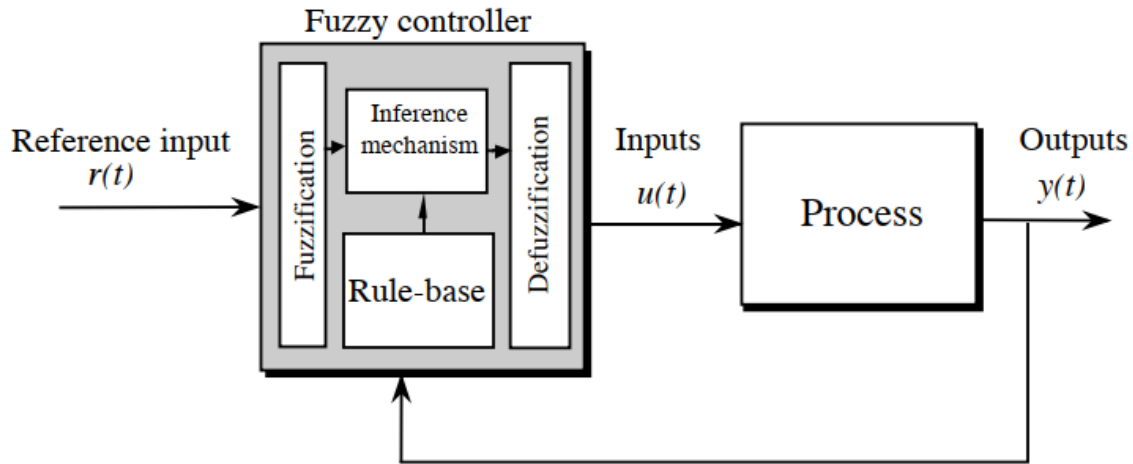 Fuzzy controller
Reference input
r(t)
Fuzzification
Inference
mechanism
Rule-base
Defuzzification
Inputs
u(t)
Process
Outputs
y(t)